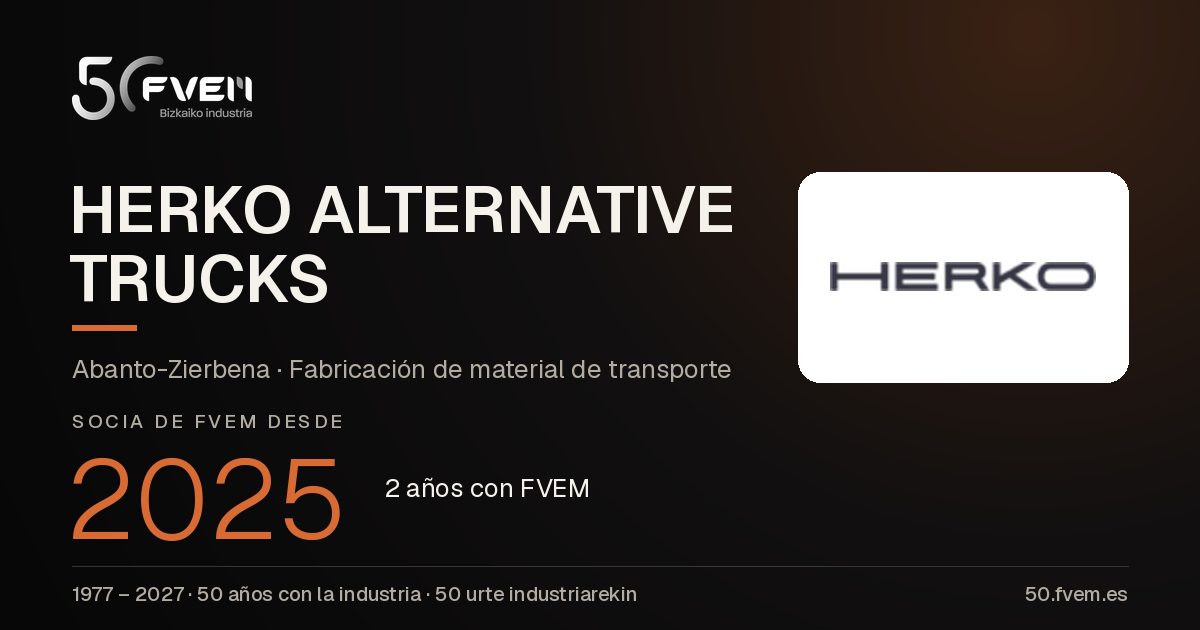 50 FVEM
Bizkaiko industria
HERKO ALTERNATIVE
TRUCKS
HERKO
Abanto-Zierbena · Fabricación de material de transporte
SOCIA DE FVEM DESDE
2025
2 años con FVEM
1977 – 2027 · 50 años con la industria · 50 urte industriarekin
50.fvem.es